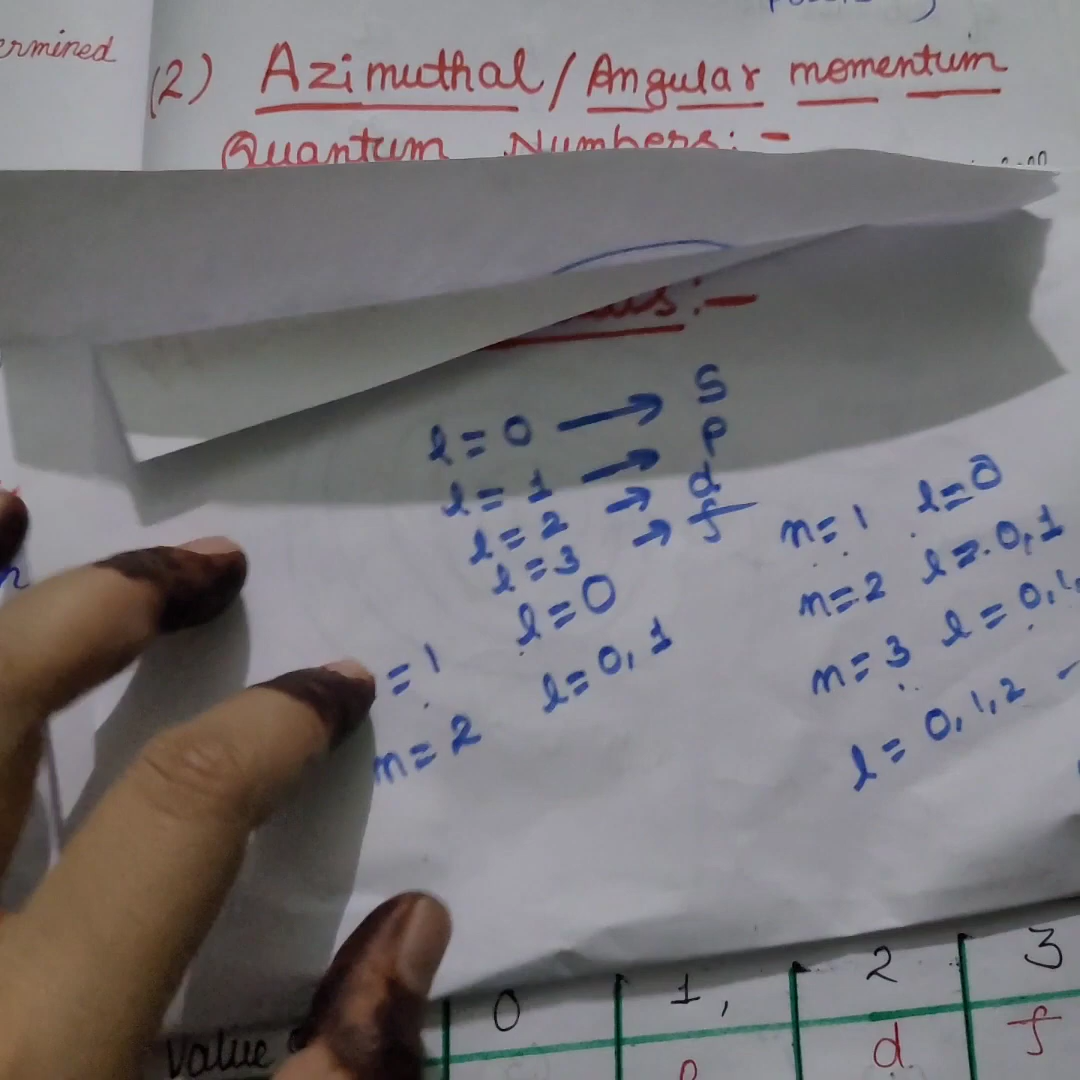 (2) Azimuthal / Angular momentum
Quantum Numbers: -
l = 0 → S
l = 1 → P
l = 2 → d
l = 3 → f
l = 0
= 1
l = 0, 1
n = 2
n = 1 l = 0
n = 2 l = 0, 1
n = 3 l = 0, 1,
l = 0, 1, 2 -
Value 0 1, 2 3
d f